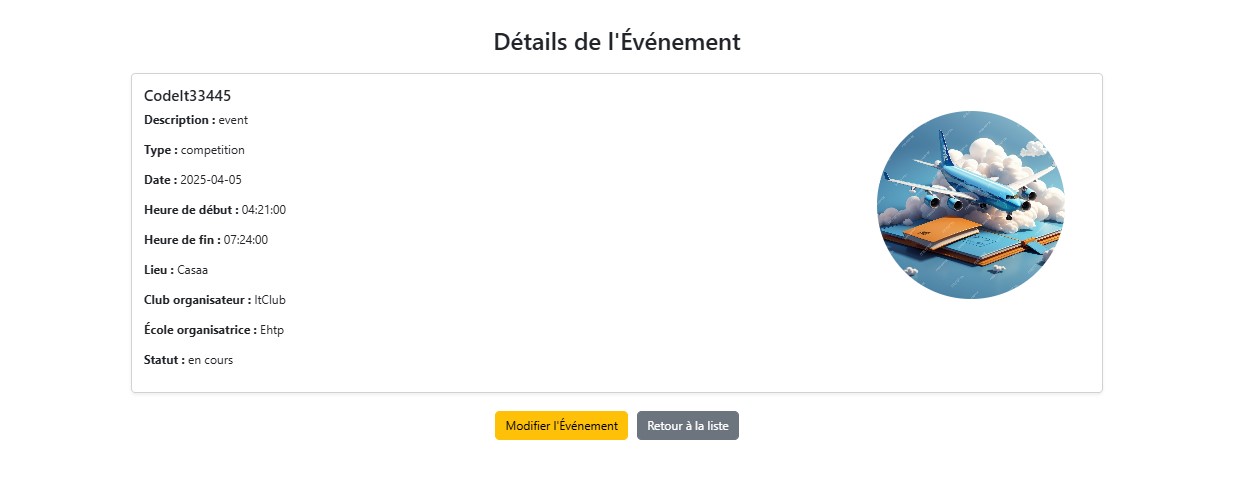 Détails de l'Événement
CodeIt33445
Description : event
Type : competition
Date : 2025-04-05
Heure de début : 04:21:00
Heure de fin : 07:24:00
Lieu : Casaa
Club organisateur : ItClub
École organisatrice : Ehtp
Statut : en cours
Modifier l'Événement
Retour à la liste